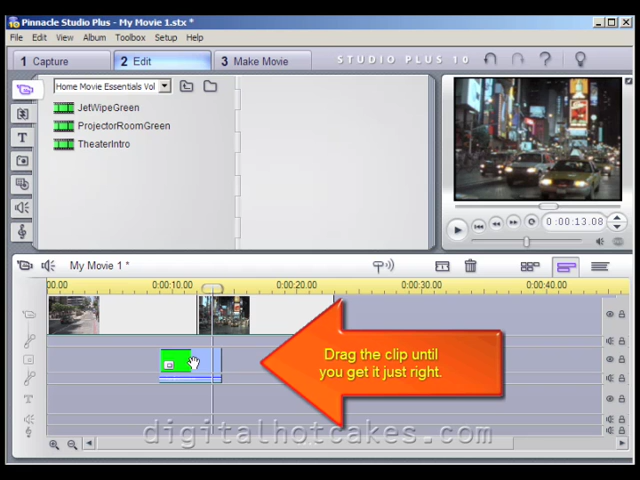 Pinnacle Studio Plus - My Movie 1.stx *
File Edit View Album Toolbox Setup Help
1 Capture
2 Edit
3 Make Movie
STUDIO PLUS 10
Home Movie Essentials Vol
JetWipeGreen
ProjectorRoomGreen
TheaterIntro
0:00:13.08
My Movie 1 *
00.00 0:00:10.00 0:00:20.00 0:00:30.00 0:00:40.00
Drag the clip until
you get it just right.
digitalhotcakes.com